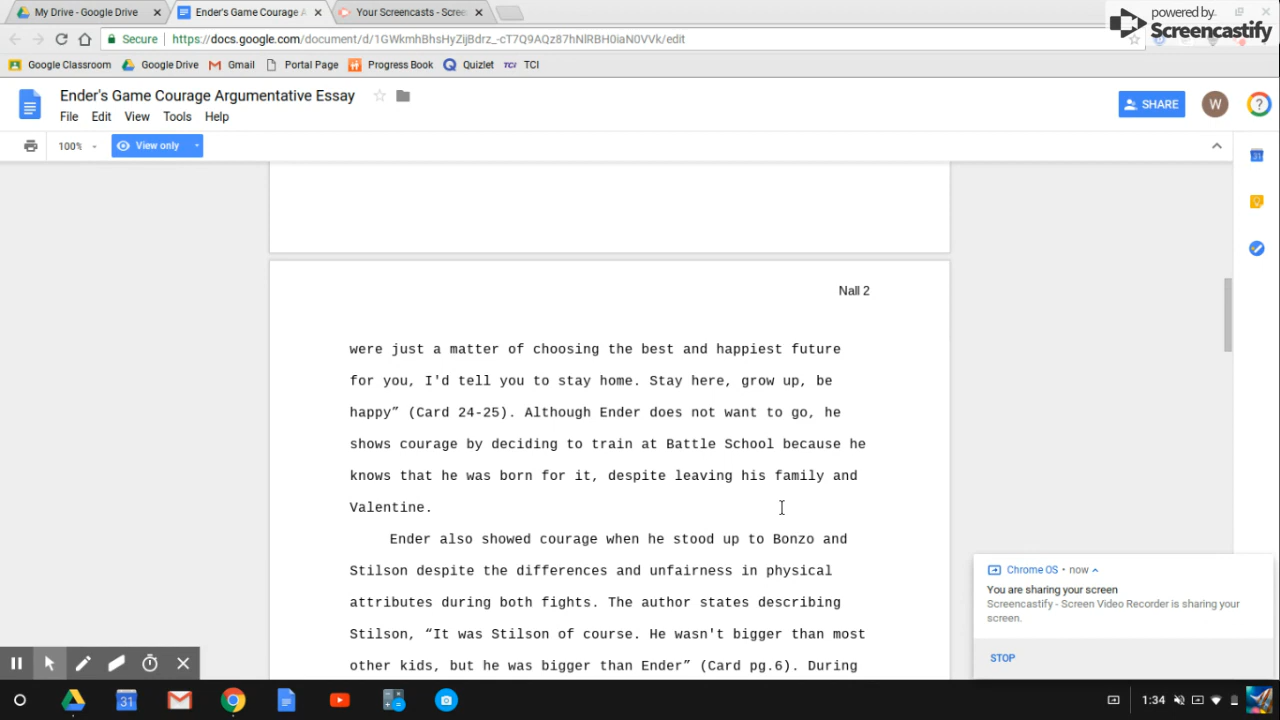 My Drive - Google Drive
Ender's Game Courage A
Your Screencasts - Scree
powered by
Screencastify
Secure
https://docs.google.com/document/d/1GWkmhBhsHyZijBdrz_-cT7Q9AQz87hNlRBH0iaN0VVk/edit
Google Classroom
Google Drive
Gmail
Portal Page
Progress Book
Quizlet
TCI
TCI
Ender's Game Courage Argumentative Essay
SHARE
W
?
File
Edit
View
Tools
Help
100%
View only
31
Nall 2
were just a matter of choosing the best and happiest future
for you, I'd tell you to stay home. Stay here, grow up, be
happy” (Card 24-25). Although Ender does not want to go, he
shows courage by deciding to train at Battle School because he
knows that he was born for it, despite leaving his family and
Valentine.
Ender also showed courage when he stood up to Bonzo and
Stilson despite the differences and unfairness in physical
attributes during both fights. The author states describing
Stilson, “It was Stilson of course. He wasn't bigger than most
other kids, but he was bigger than Ender” (Card pg.6). During
Chrome OS • now
You are sharing your screen
Screencastify - Screen Video Recorder is sharing your
screen.
STOP
31
1:34